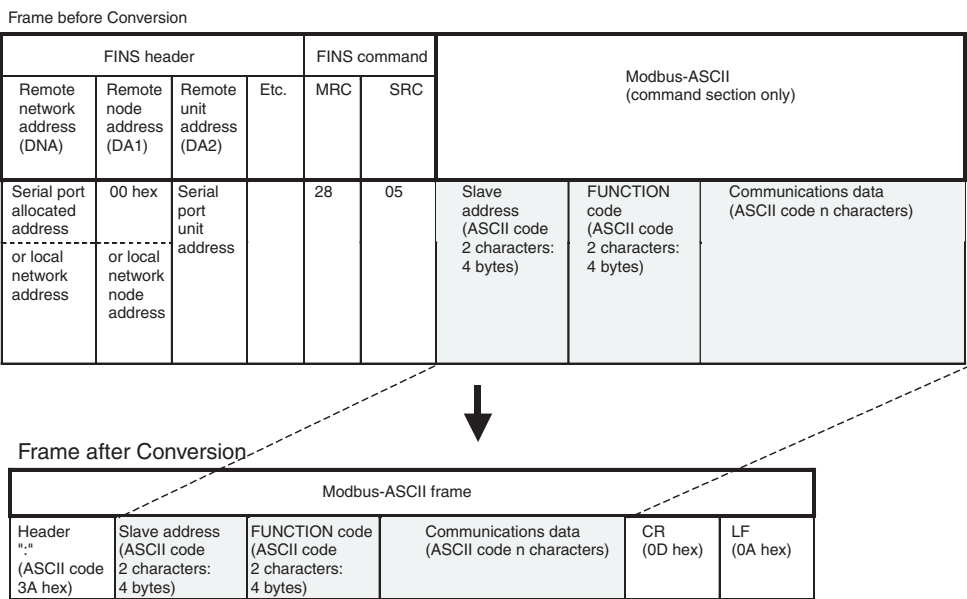 Frame before Conversion
FINS header
FINS command
Modbus-ASCII
(command section only)
Remote
network
address
(DNA)
Remote
node
address
(DA1)
Remote
unit
address
(DA2)
Etc.
MRC
SRC
Serial port
allocated
address
or local
network
address
00 hex
or local
network
node
address
Serial
port
unit
address
28
05
Slave
address
(ASCII code
2 characters:
4 bytes)
FUNCTION
code
(ASCII code
2 characters:
4 bytes)
Communications data
(ASCII code n characters)
Frame after Conversion
Modbus-ASCII frame
Header
":"
(ASCII code
3A hex)
Slave address
(ASCII code
2 characters:
4 bytes)
FUNCTION code
(ASCII code
2 characters:
4 bytes)
Communications data
(ASCII code n characters)
CR
(0D hex)
LF
(0A hex)